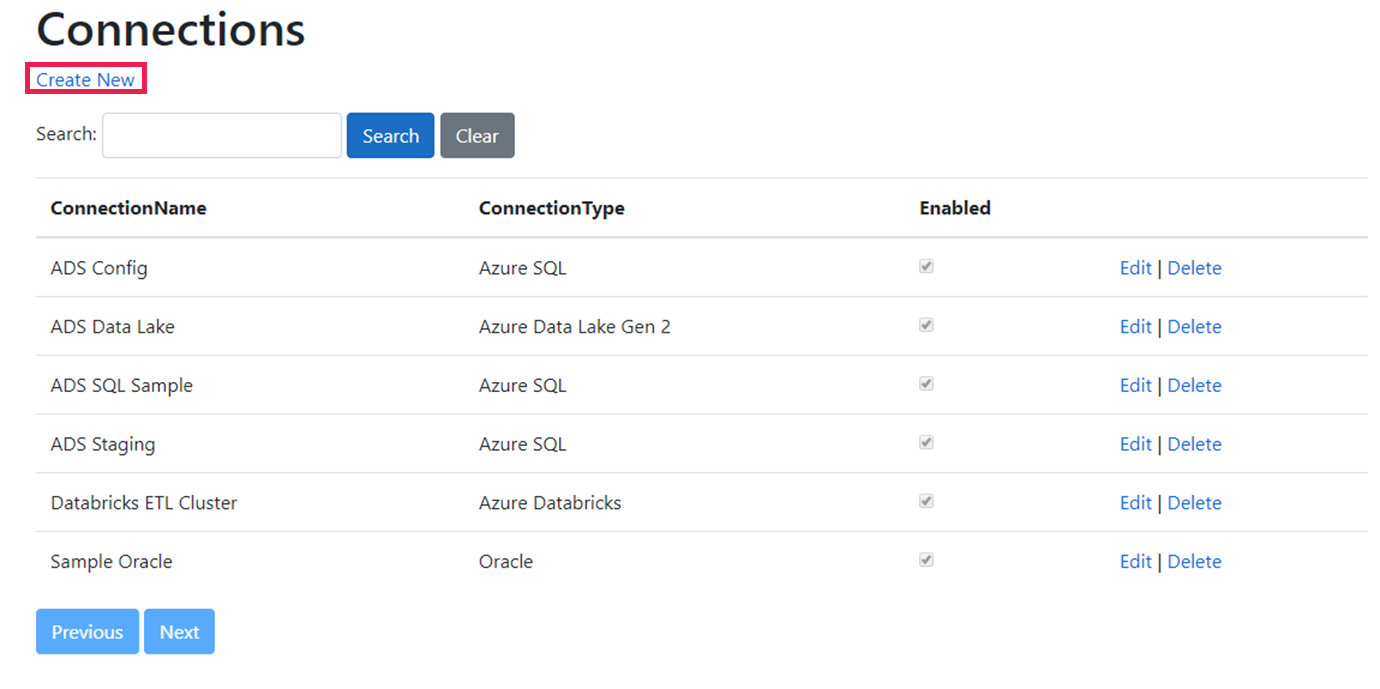 Connections
Create New
Search: Search Clear
ConnectionName ConnectionType Enabled
ADS Config Azure SQL Edit | Delete
ADS Data Lake Azure Data Lake Gen 2 Edit | Delete
ADS SQL Sample Azure SQL Edit | Delete
ADS Staging Azure SQL Edit | Delete
Databricks ETL Cluster Azure Databricks Edit | Delete
Sample Oracle Oracle Edit | Delete
Previous Next